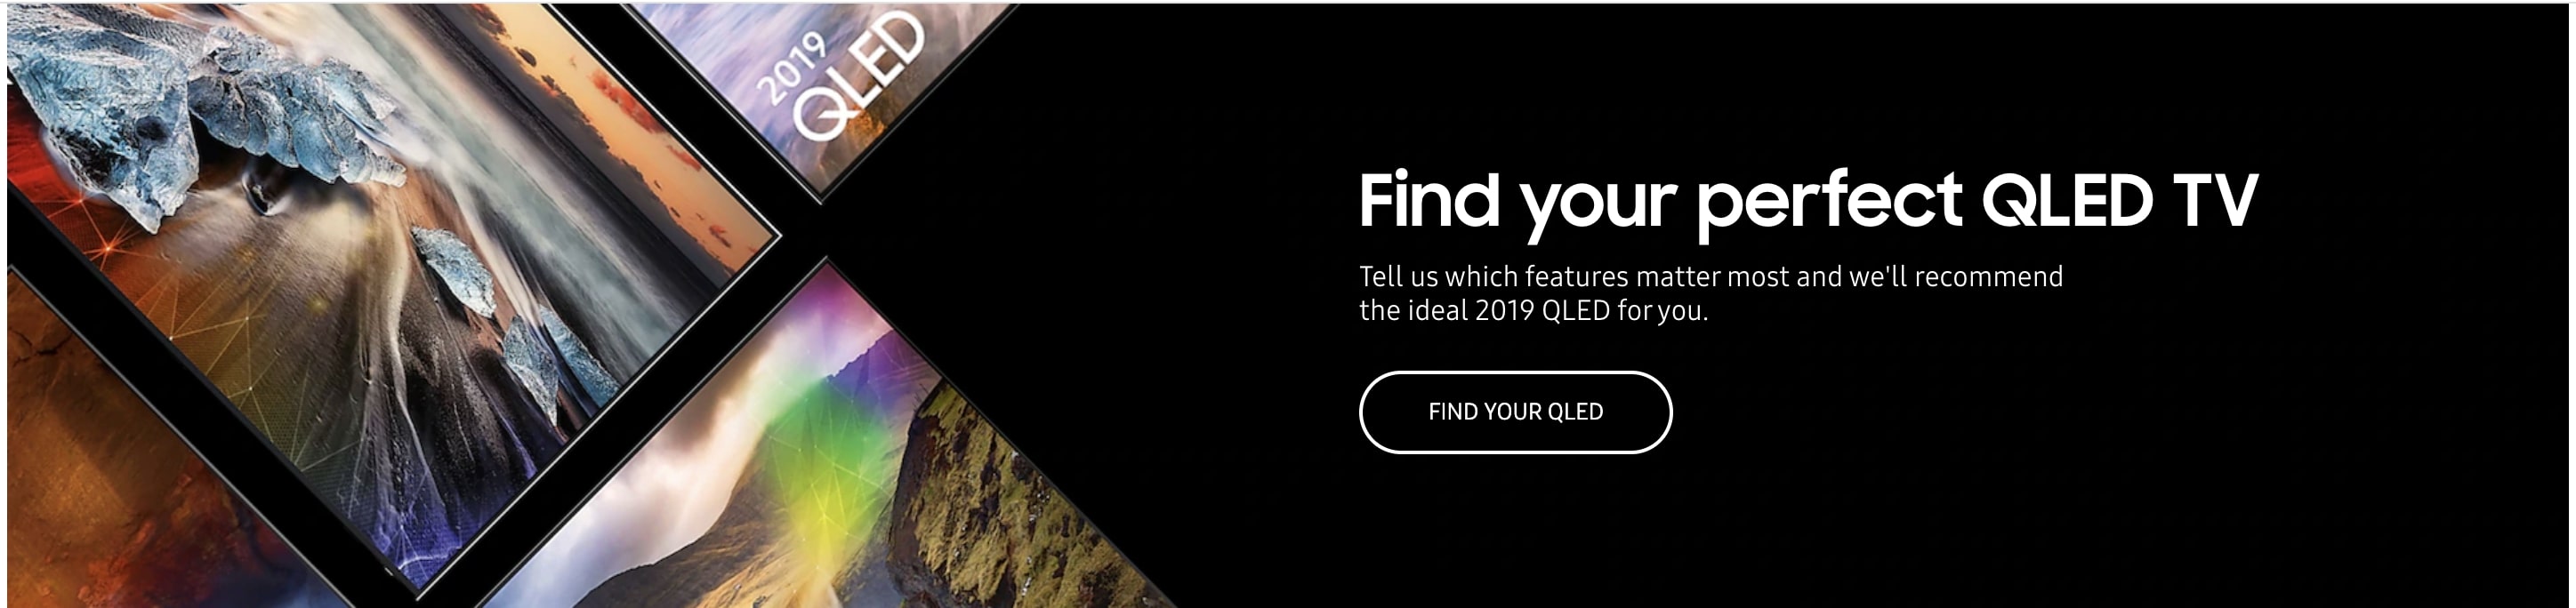 2019
QLED
Find your perfect QLED TV
Tell us which features matter most and we'll recommend
the ideal 2019 QLED for you.
FIND YOUR QLED